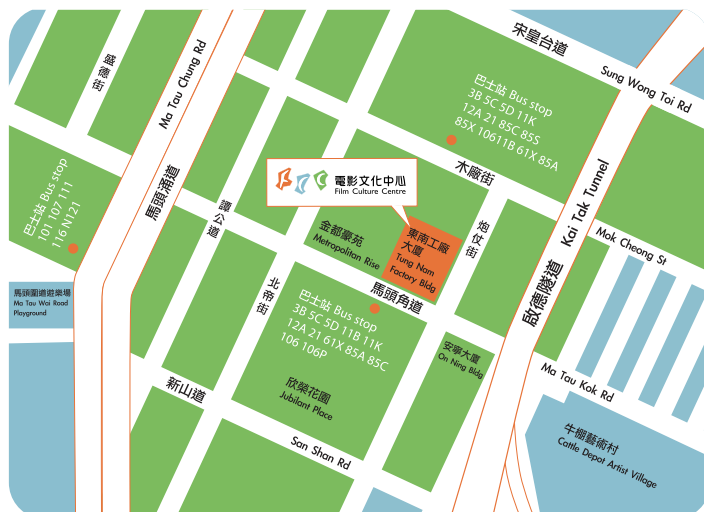 宋皇台道
Sung Wong Toi Rd
盛德街
Ma Tau Chung Rd
馬頭涌道
巴士站 Bus stop
3B 5C 5D 11K
12A 21 85C 85S
85X 10611B 61X 85A
木廠街
Mok Cheong St
啟德隧道 Kai Tak Tunnel
巴士站 Bus stop
101 107 111
116 N121
電影文化中心
Film Culture Centre
譚公道
炮仗街
金都豪苑
Metropolitan Rise
東南工廠
大廈
Tung Nam
Factory Bldg
北帝街
馬頭角道
Ma Tau Kok Rd
馬頭圍道遊樂場
Ma Tau Wai Road
Playground
巴士站 Bus stop
3B 5C 5D 11B 11K
12A 21 61X 85A 85C
106 106P
安寧大廈
On Ning Bldg
新山道
San Shan Rd
欣榮花園
Jubilant Place
牛棚藝術村
Cattle Depot Artist Village